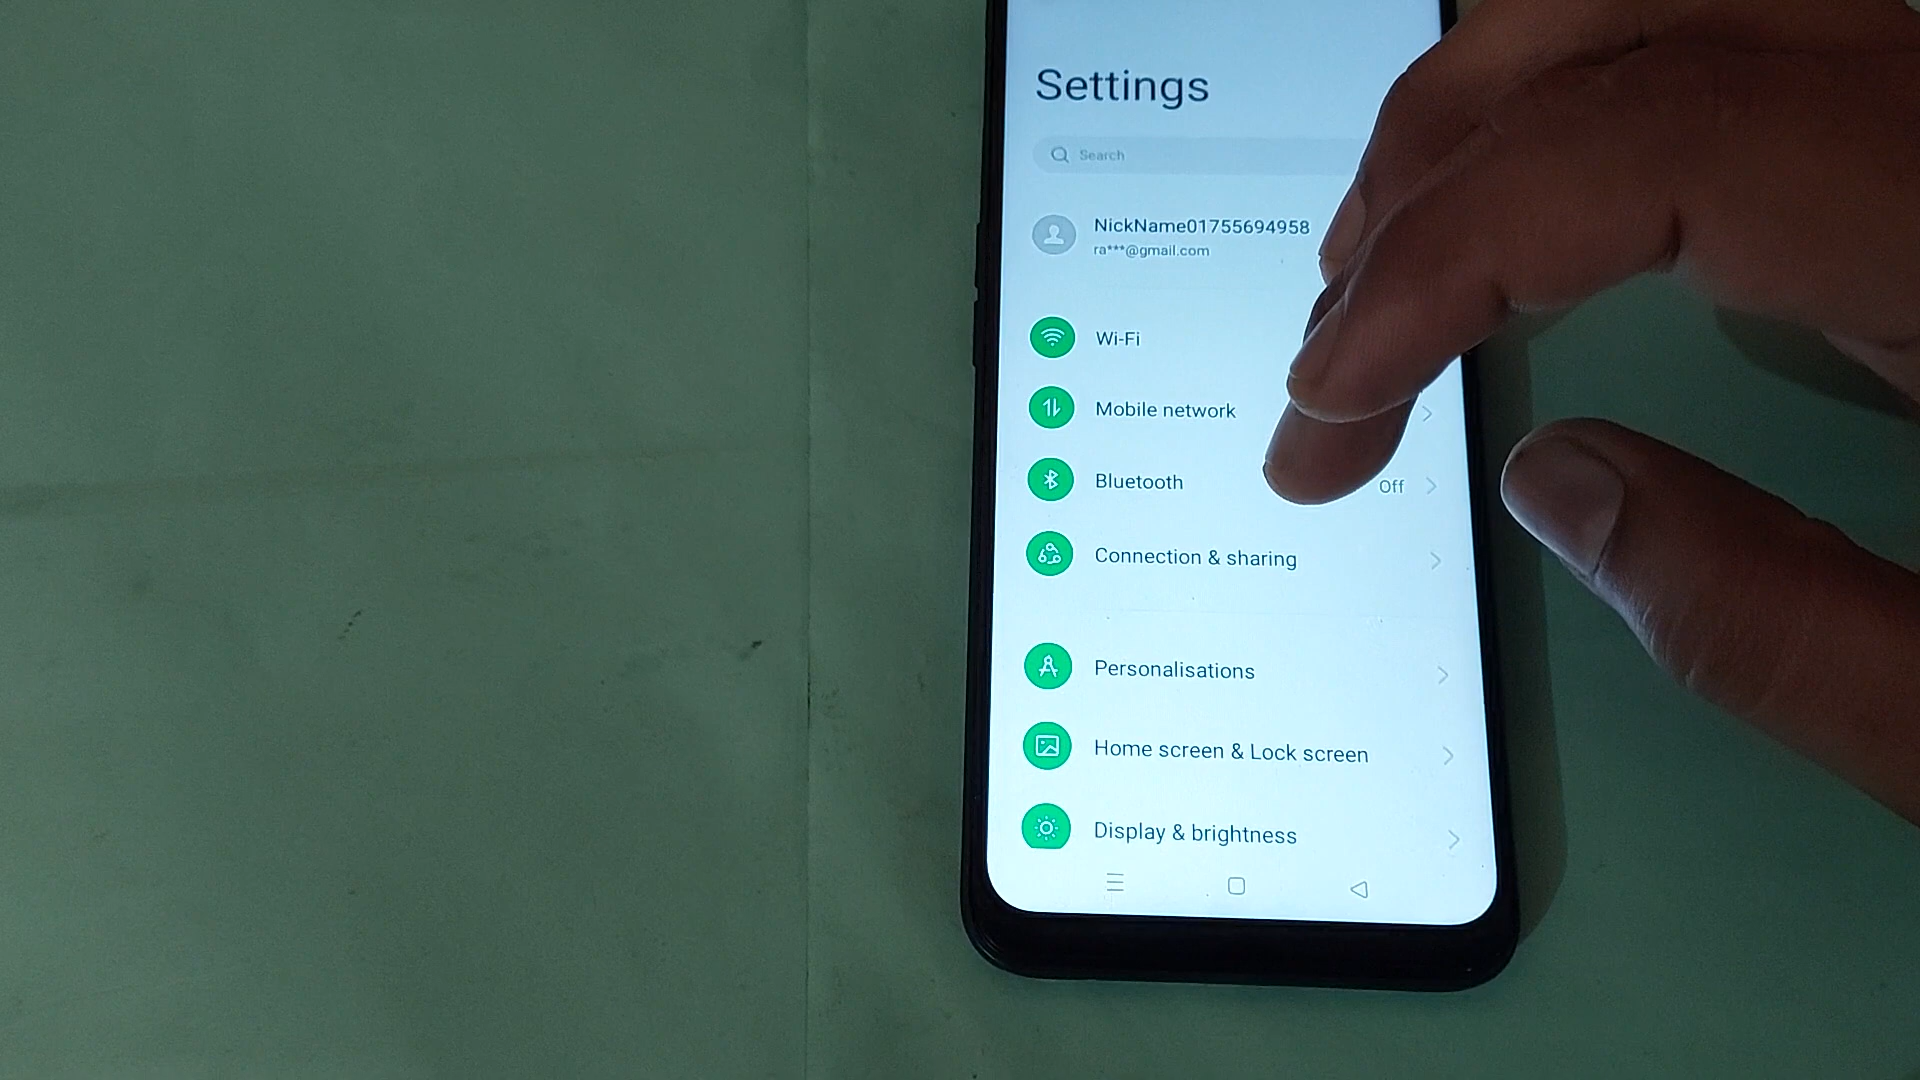 Settings
Search
NickName01755694958
ra***@gmail.com
Wi-Fi
Mobile network
Bluetooth Off
Connection & sharing
Personalisations
Home screen & Lock screen
Display & brightness